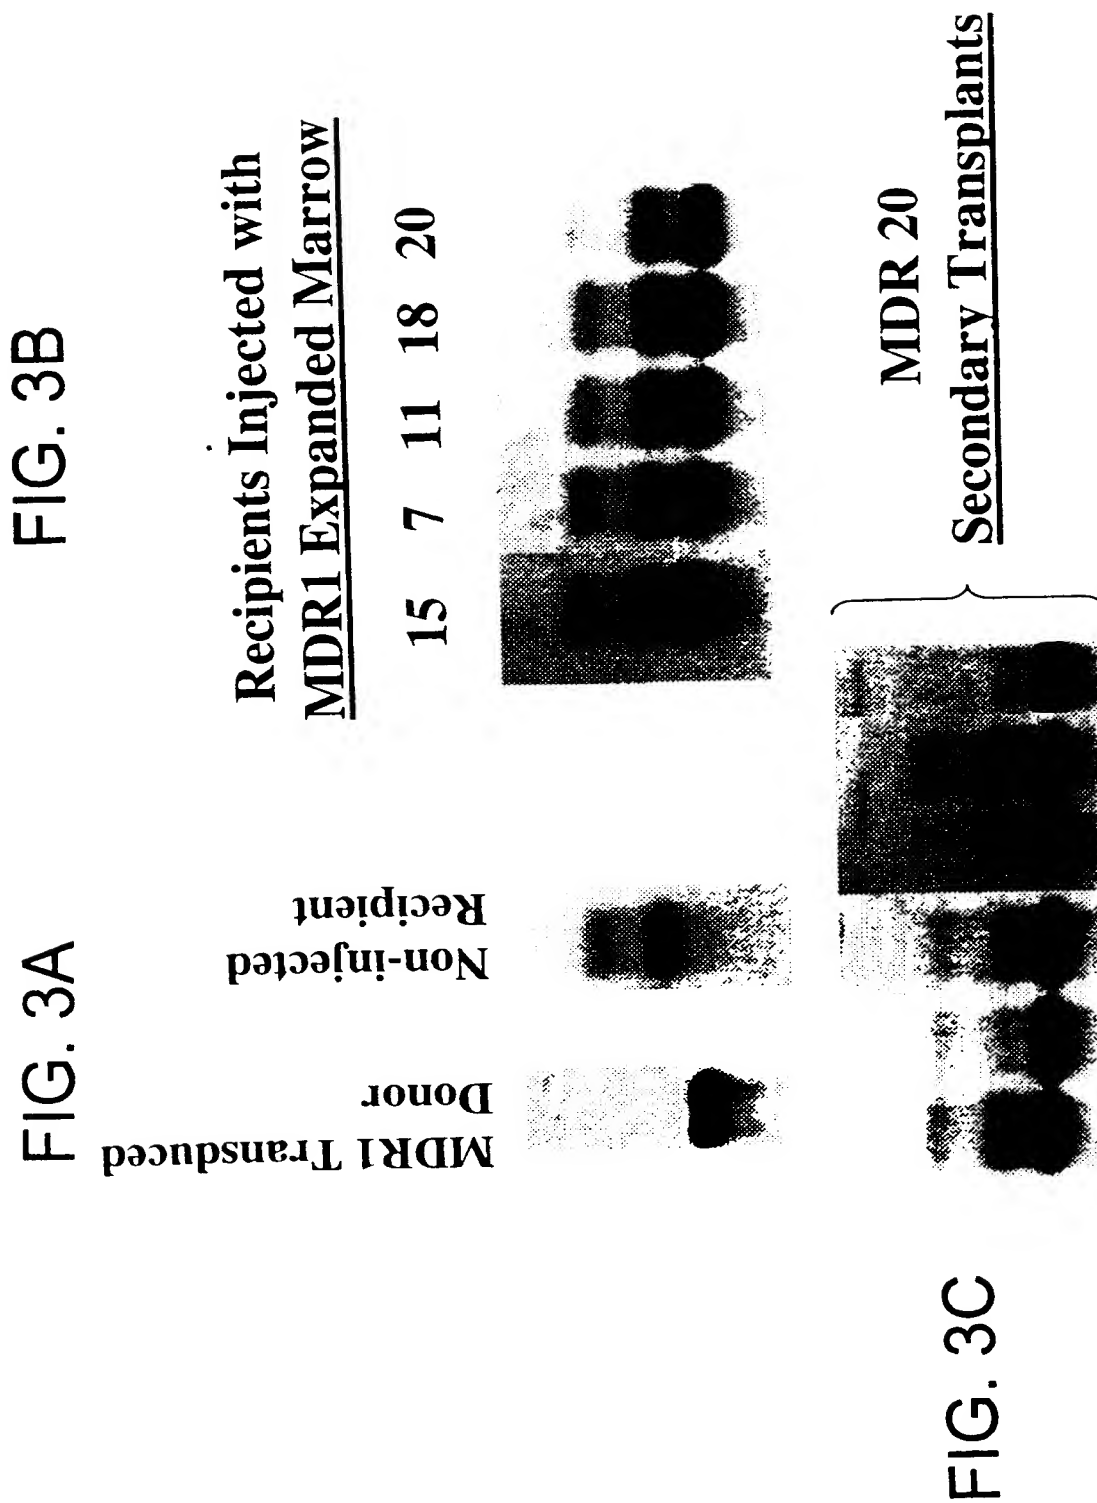 FIG. 3A
MDR1 Transduced
Donor
Non-injected
Recipient
FIG. 3B
Recipients Injected with
MDR1 Expanded Marrow
15 7 11 18 20
FIG. 3C
MDR 20
Secondary Transplants